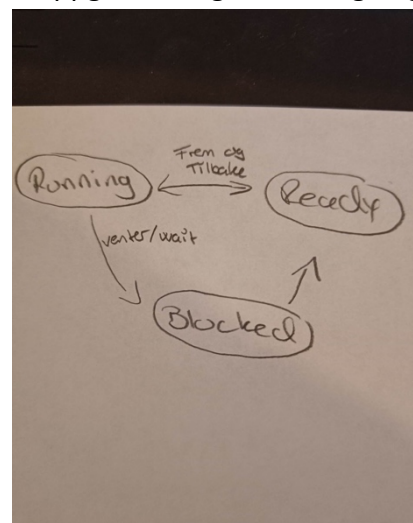 Frem og
Tilbake
Running
Ready
venter/wait
Blocked